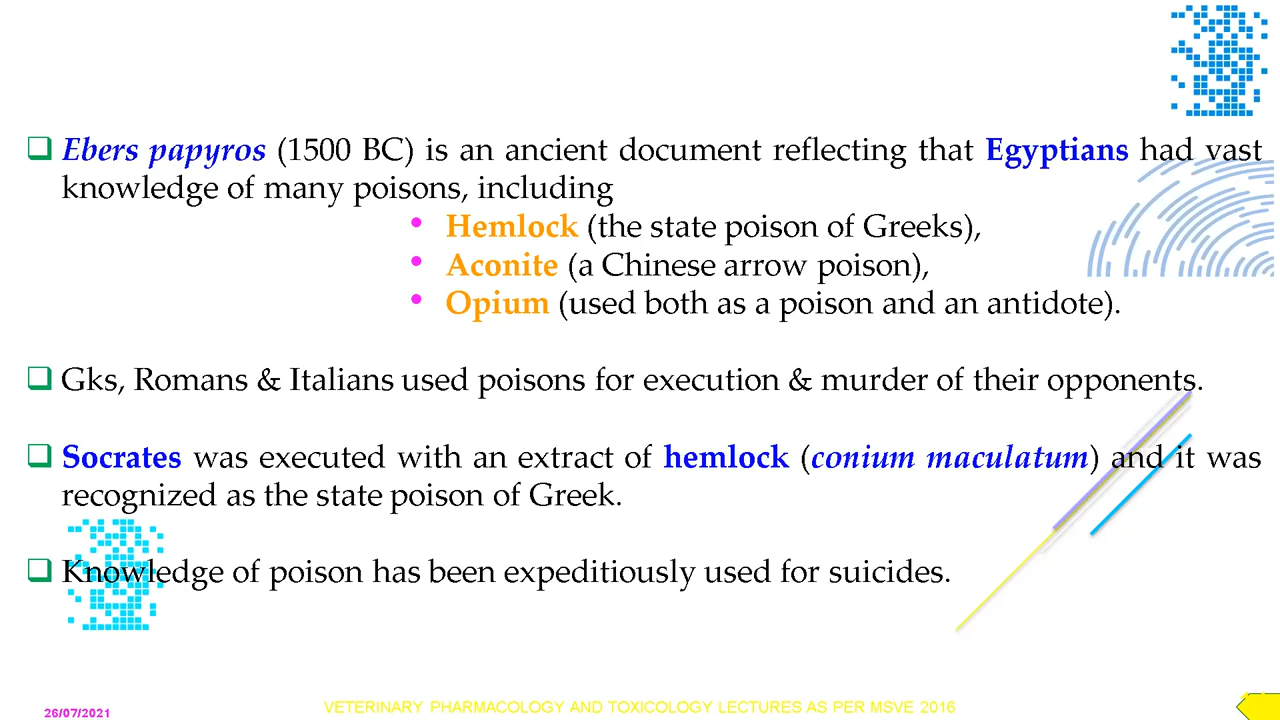 Ebers papyros (1500 BC) is an ancient document reflecting that Egyptians had vast
knowledge of many poisons, including
• Hemlock (the state poison of Greeks),
• Aconite (a Chinese arrow poison),
• Opium (used both as a poison and an antidote).
Gks, Romans & Italians used poisons for execution & murder of their opponents.
Socrates was executed with an extract of hemlock (conium maculatum) and it was
recognized as the state poison of Greek.
Knowledge of poison has been expeditiously used for suicides.
26/07/2021
VETERINARY PHARMACOLOGY AND TOXICOLOGY LECTURES AS PER MSVE 2016